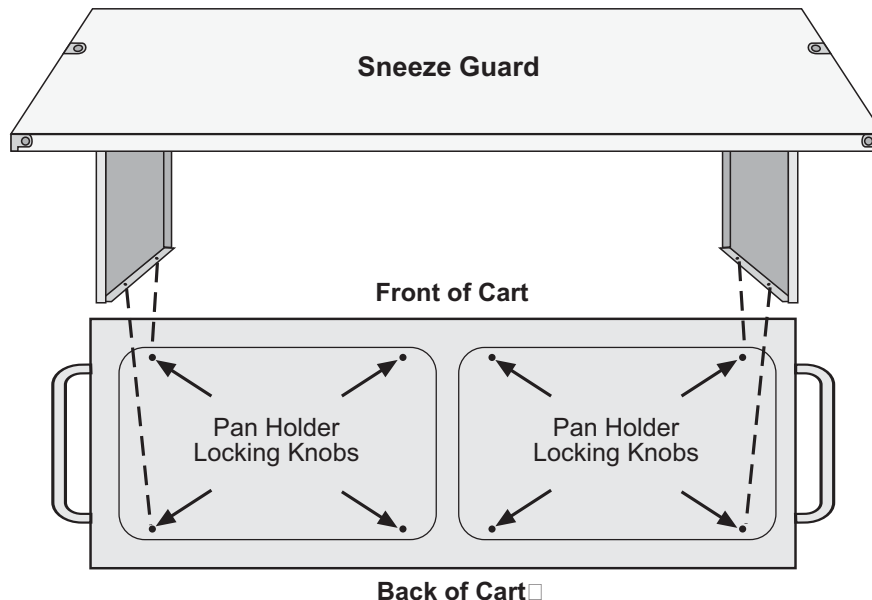 Sneeze Guard
Front of Cart
Pan Holder
Locking Knobs
Pan Holder
Locking Knobs
Back of Cart□